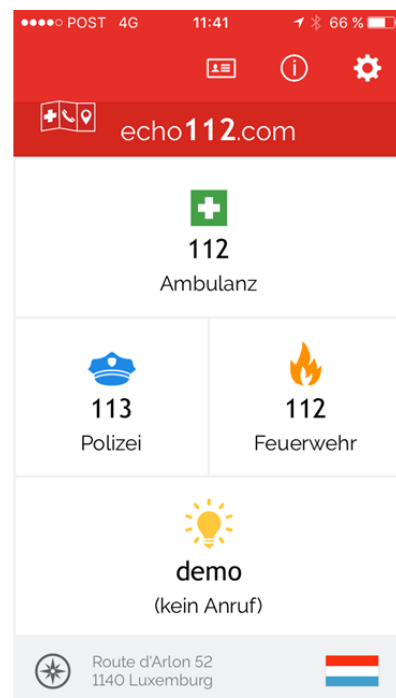 POST 4G 11:41 66 %
echo112.com
112
Ambulanz
113
Polizei
112
Feuerwehr
demo
(kein Anruf)
Route d'Arlon 52
1140 Luxemburg